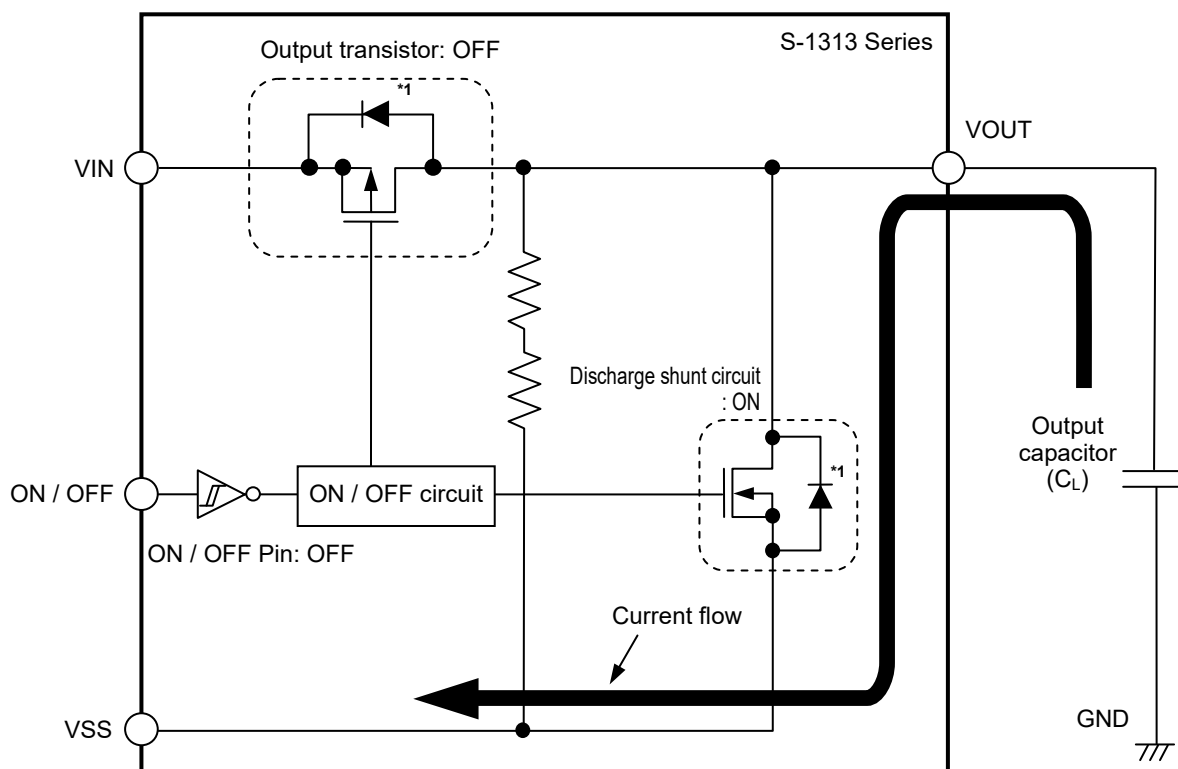 S-1313 Series
Output transistor: OFF
*1
VOUT
VIN
Discharge shunt circuit
: ON
*1
Output
capacitor
(CL)
ON / OFF
ON / OFF circuit
ON / OFF Pin: OFF
Current flow
GND
VSS